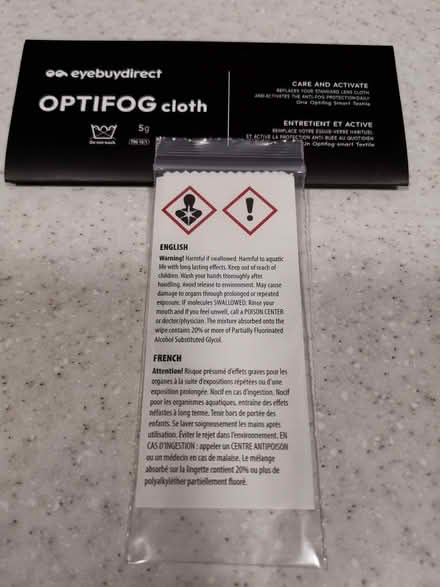 eyebuydirect
OPTIFOG cloth
5g
Do not wash
CARE AND ACTIVATE
REPLACES YOUR STANDARD LENS CLOTH
AND ACTIVATES THE ANTI-FOG PROTECTION DAILY
One Optifog Smart Textile
ENTRETIENT ET ACTIVE
REMPLACE VOTRE ESSUIE-VERRE HABITUEL
ET ACTIVE LA PROTECTION ANTI BUÉE AU QUOTIDIEN
Un Optifog smart Textile
ENGLISH
Warning! Harmful if swallowed. Harmful to aquatic
life with long lasting effects. Keep out of reach of
children. Wash your hands thoroughly after
handling. Avoid release to environment. May cause
damage to organs through prolonged or repeated
exposure. IF molecules SWALLOWED: Rinse your
mouth and if you feel unwell, call a POISON CENTER
or doctor/physician. The mixture absorbed onto the
wipe contains 20% or more of Partially Fluorinated
Alcohol Substituted Glycol.
FRENCH
Attention! Risque présumé d'effets graves pour les
organes à la suite d'expositions répétées ou d'une
exposition prolongée. Nocif en cas d'ingestion. Nocif
pour les organismes aquatiques, entraîne des effets
néfastes à long terme. Tenir hors de portée des
enfants. Se laver soigneusement les mains après
utilisation. Éviter le rejet dans l'environnement. EN
CAS D'INGESTION : appeler un CENTRE ANTIPOISON
ou un médecin en cas de malaise. Le mélange
absorbé sur la lingette contient 20% ou plus de
polyalkyléther partiellement fluoré.